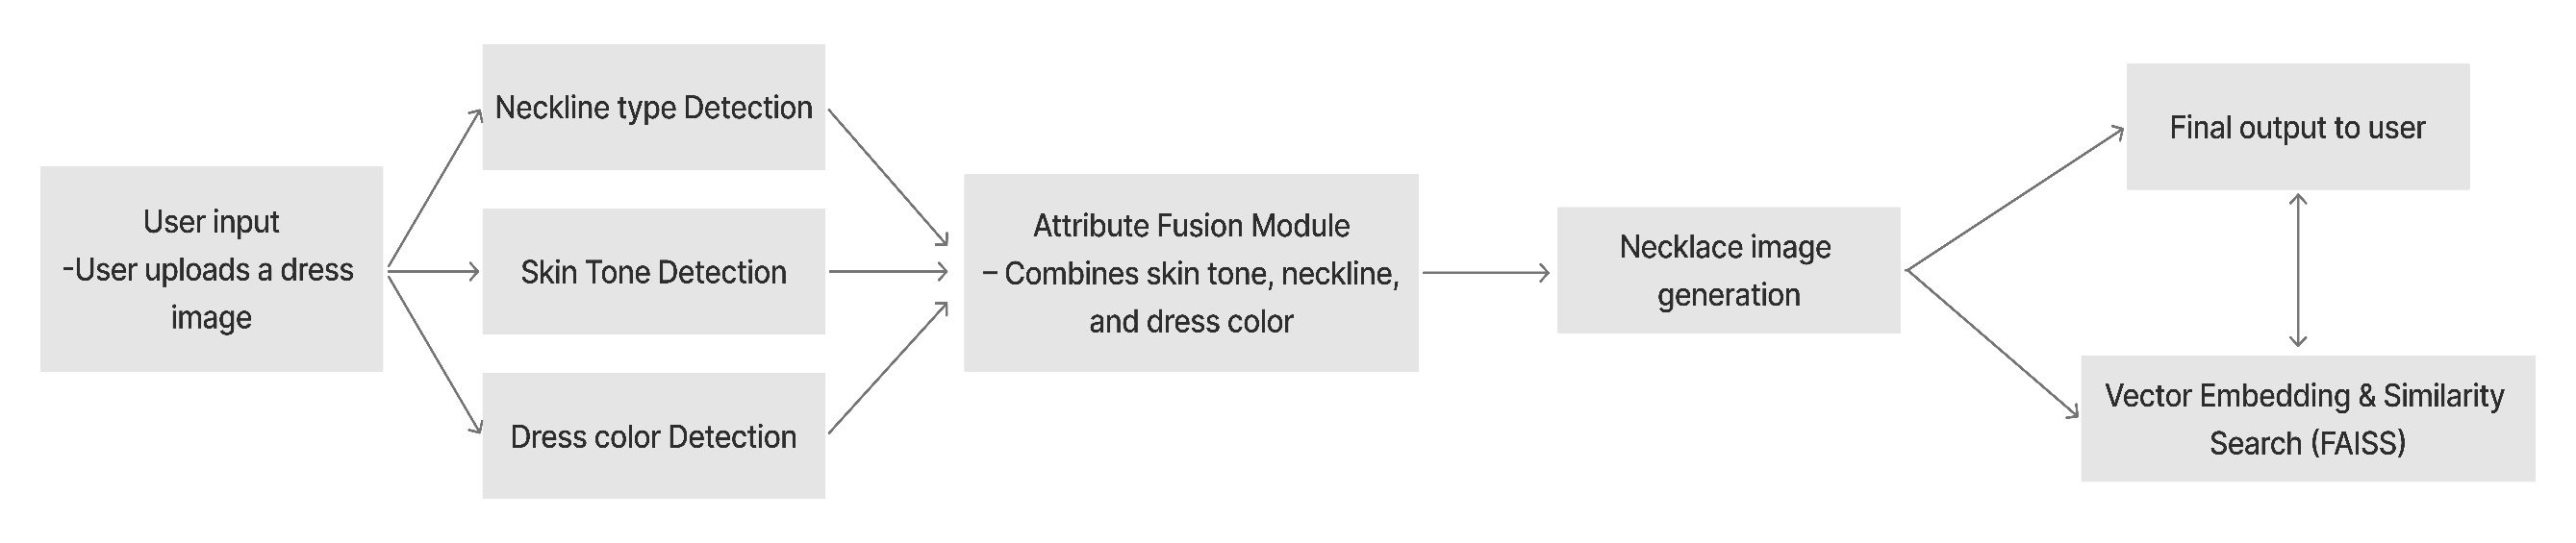 User input
-User uploads a dress
image
Neckline type Detection
Skin Tone Detection
Dress color Detection
Attribute Fusion Module
– Combines skin tone, neckline,
and dress color
Necklace image
generation
Final output to user
Vector Embedding & Similarity
Search (FAISS)